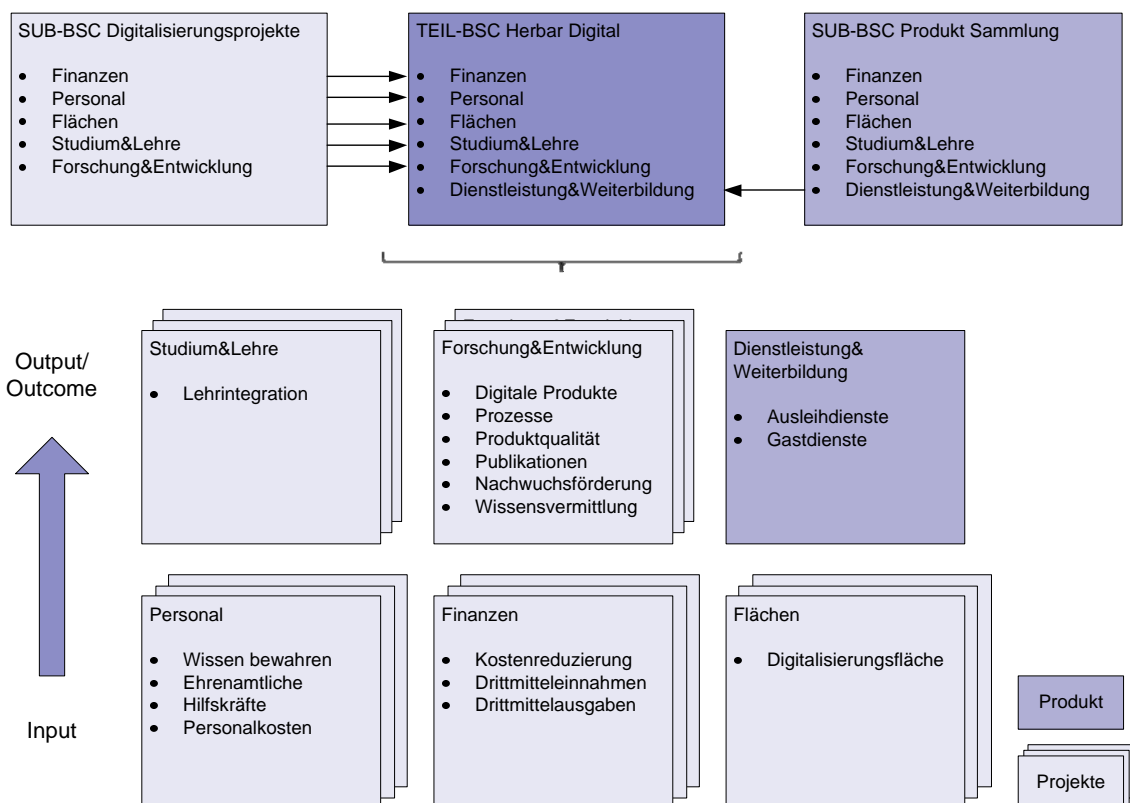 SUB-BSC Digitalisierungsprojekte
• Finanzen
• Personal
• Flächen
• Studium&Lehre
• Forschung&Entwicklung
TEIL-BSC Herbar Digital
• Finanzen
• Personal
• Flächen
• Studium&Lehre
• Forschung&Entwicklung
• Dienstleistung&Weiterbildung
SUB-BSC Produkt Sammlung
• Finanzen
• Personal
• Flächen
• Studium&Lehre
• Forschung&Entwicklung
• Dienstleistung&Weiterbildung
Output/
Outcome
Input
Studium&Lehre
• Lehrintegration
Forschung&Entwicklung
• Digitale Produkte
• Prozesse
• Produktqualität
• Publikationen
• Nachwuchsförderung
• Wissensvermittlung
Dienstleistung&
Weiterbildung
• Ausleihdienste
• Gastdienste
Personal
• Wissen bewahren
• Ehrenamtliche
• Hilfskräfte
• Personalkosten
Finanzen
• Kostenreduzierung
• Drittmitteleinnahmen
• Drittmittelausgaben
Flächen
• Digitalisierungsfläche
Produkt
Projekte